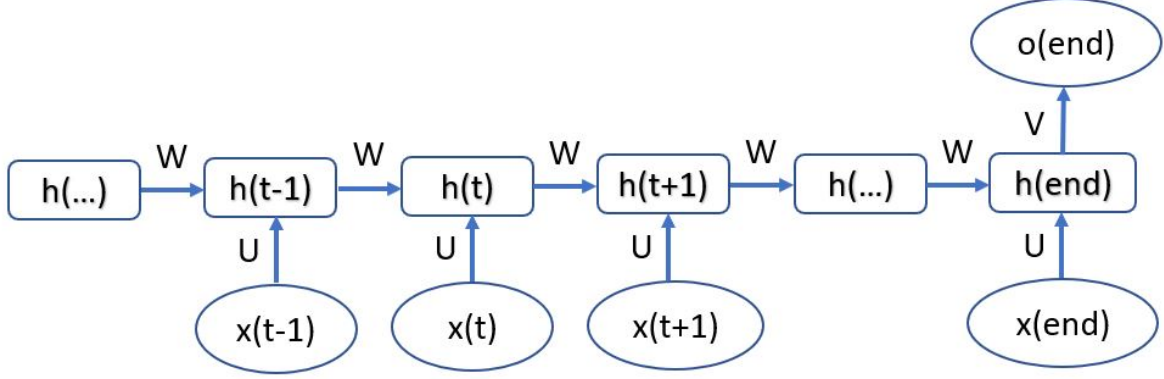 o(end)
V
W W W W W
h(...) h(t-1) h(t) h(t+1) h(...) h(end)
U U U U
x(t-1) x(t) x(t+1) x(end)